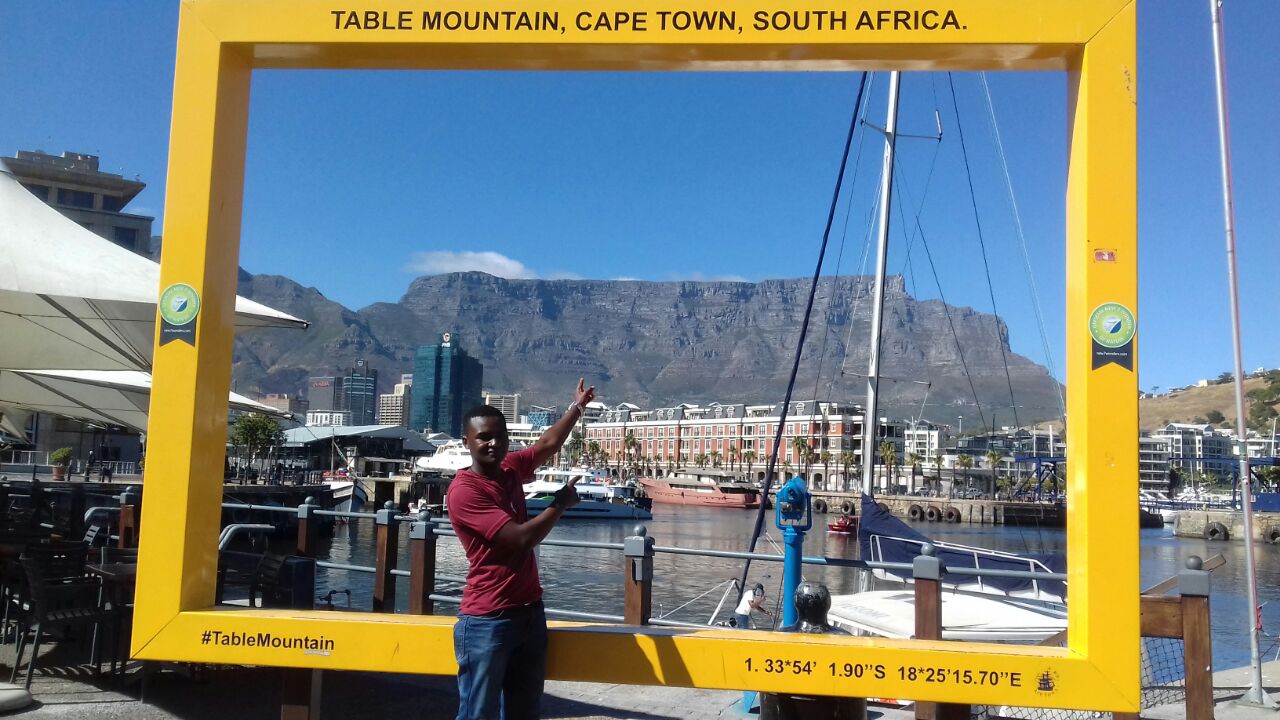 TABLE MOUNTAIN, CAPE TOWN, SOUTH AFRICA.
#TableMountain
1. 33*54' 1.90"S 18*25'15.70"E